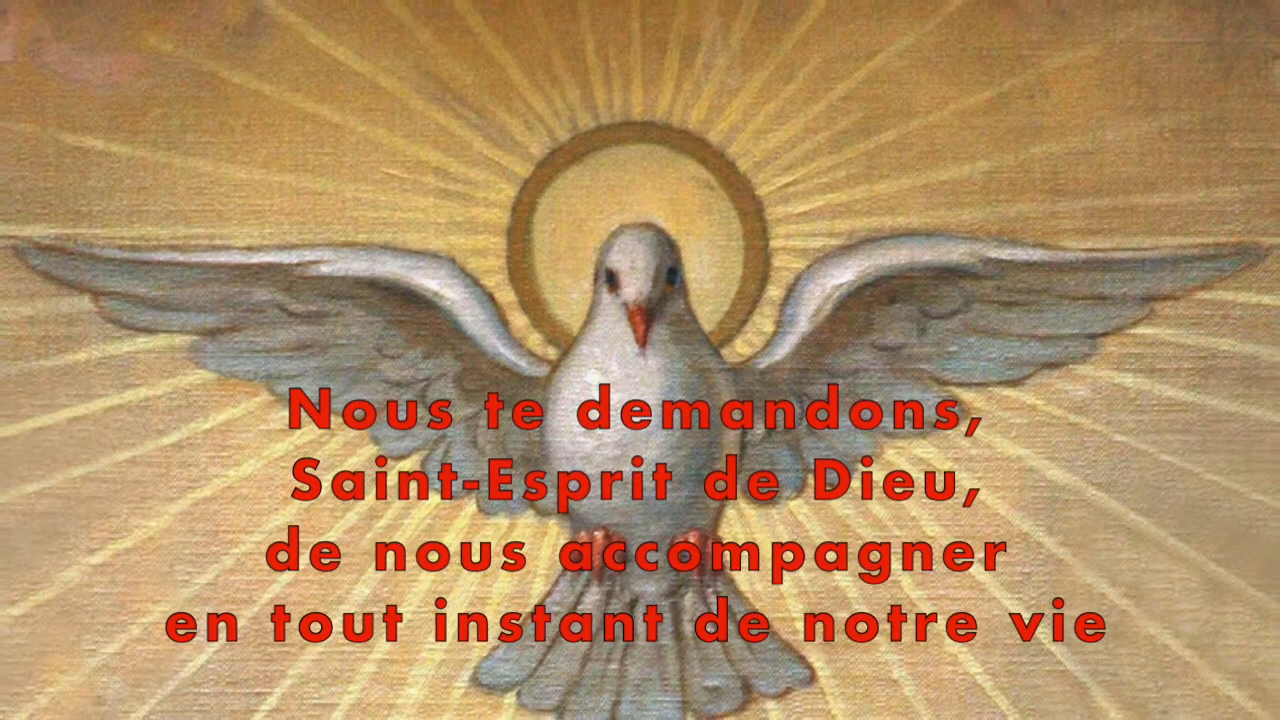 Nous te demandons,
Saint-Esprit de Dieu,
de nous accompagner
en tout instant de notre vie